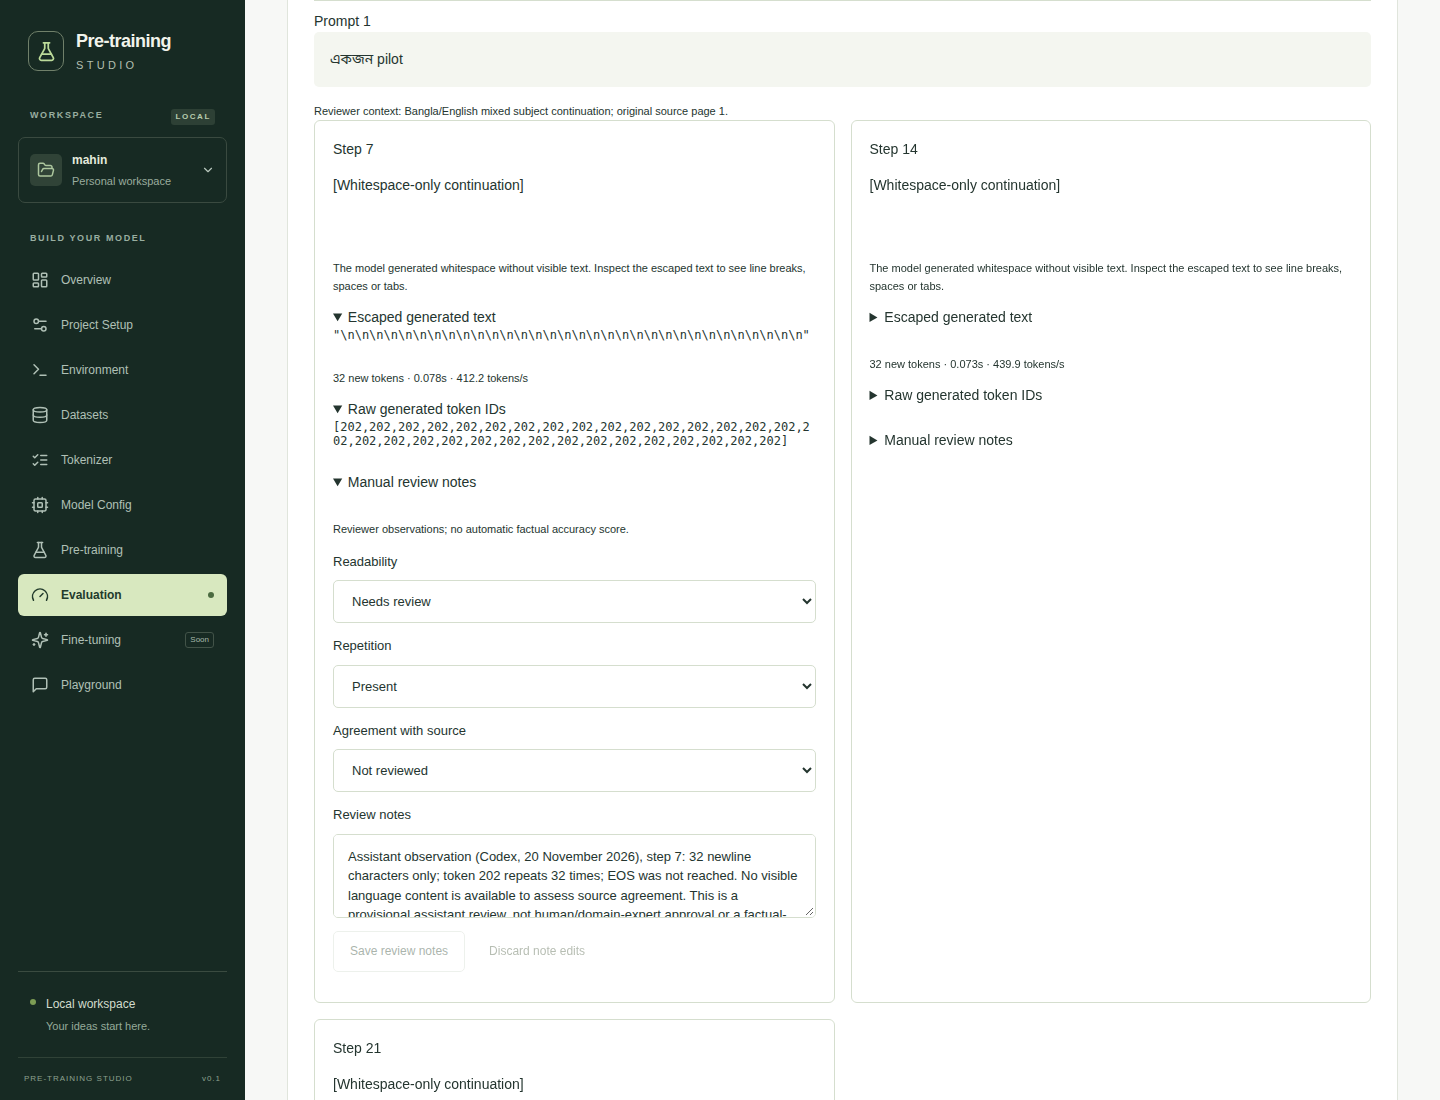 Pre-training
STUDIO
WORKSPACE
LOCAL
mahin
Personal workspace
BUILD YOUR MODEL
Overview
Project Setup
Environment
Datasets
Tokenizer
Model Config
Pre-training
Evaluation
Fine-tuning
Soon
Playground
Local workspace
Your ideas start here.
PRE-TRAINING STUDIO
v0.1
Prompt 1
একজন pilot
Reviewer context: Bangla/English mixed subject continuation; original source page 1.
Step 7
[Whitespace-only continuation]
The model generated whitespace without visible text. Inspect the escaped text to see line breaks,
spaces or tabs.
Escaped generated text
"\n\n\n\n\n\n\n\n\n\n\n\n\n\n\n\n\n\n\n\n\n\n\n\n\n\n\n\n\n\n\n\n"
32 new tokens · 0.078s · 412.2 tokens/s
Raw generated token IDs
[202,202,202,202,202,202,202,202,202,202,202,202,202,202,202,202,2
02,202,202,202,202,202,202,202,202,202,202,202,202,202,202,202]
Manual review notes
Reviewer observations; no automatic factual accuracy score.
Readability
Needs review
Repetition
Present
Agreement with source
Not reviewed
Review notes
Assistant observation (Codex, 20 November 2026), step 7: 32 newline
characters only; token 202 repeats 32 times; EOS was not reached. No visible
language content is available to assess source agreement. This is a
provisional assistant review, not human/domain-expert approval or a factual-
Save review notes
Discard note edits
Step 14
[Whitespace-only continuation]
The model generated whitespace without visible text. Inspect the escaped text to see line breaks,
spaces or tabs.
Escaped generated text
32 new tokens · 0.073s · 439.9 tokens/s
Raw generated token IDs
Manual review notes
Step 21
[Whitespace-only continuation]